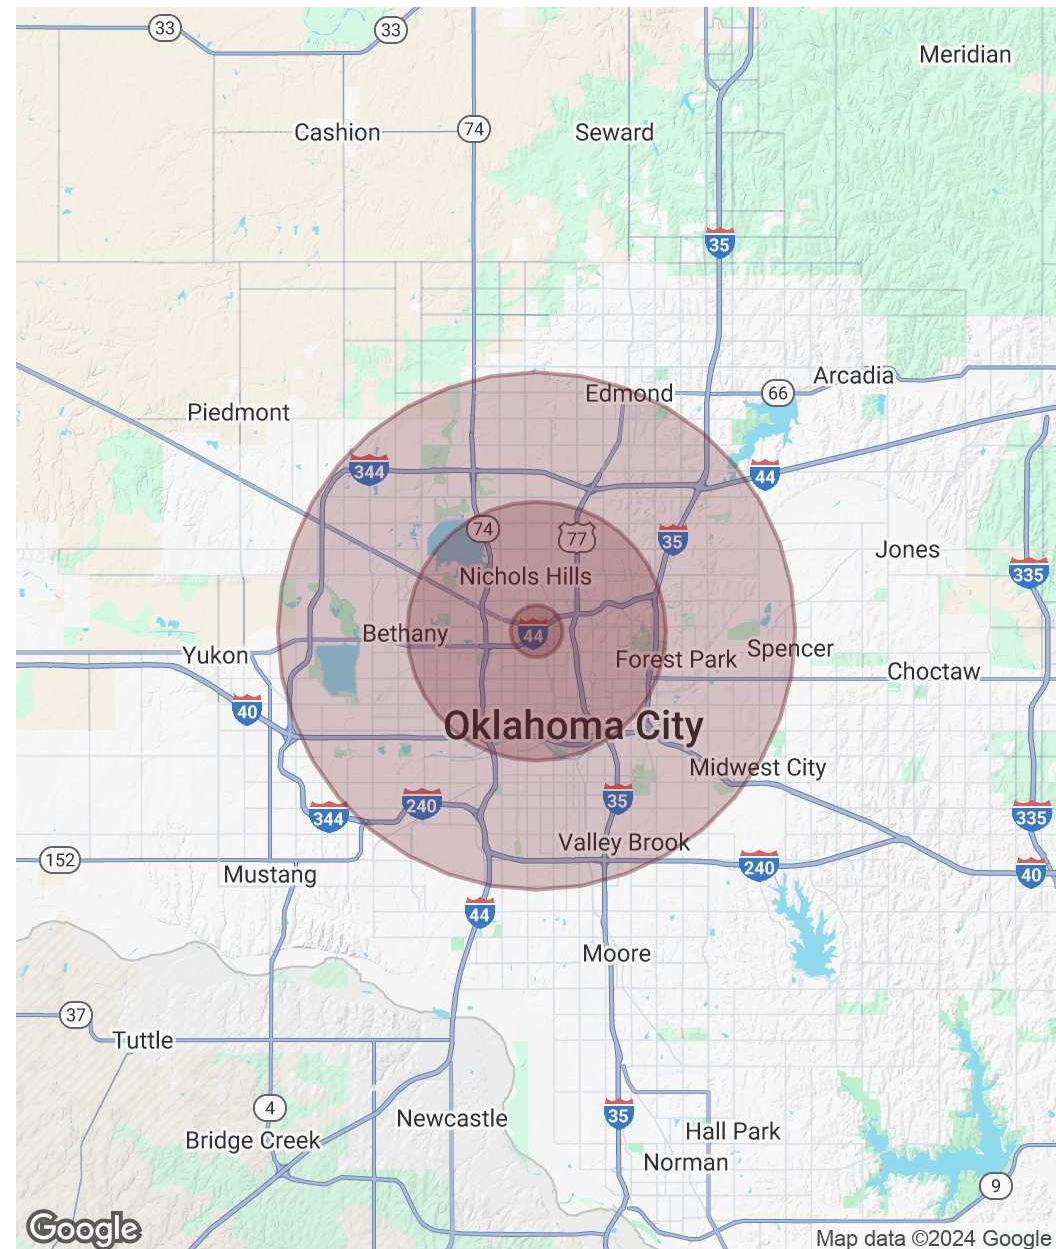 33
33
Meridian
Cashion
74
Seward
35
Arcadia
Edmond
66
Piedmont
344
44
74
77
35
Jones
335
Nichols Hills
Bethany
44
Spencer
Yukon
Forest Park
Choctaw
40
Oklahoma City
Midwest City
240
35
344
335
Valley Brook
152
240
40
Mustang
44
Moore
37
Tuttle
4
Newcastle
35
Bridge Creek
Hall Park
Norman
9
Google
Map data ©2024 Google